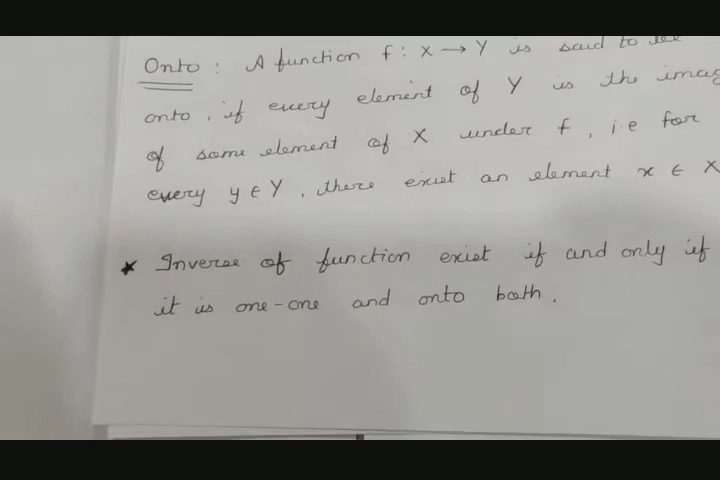 Onto : A function f : X → Y is said to be
onto, if every element of Y is the imag
of some element of X under f, i.e for
every y ∈ Y, there exist an element x ∈ X
* Inverse of function exist if and only if
it is one-one and onto both.